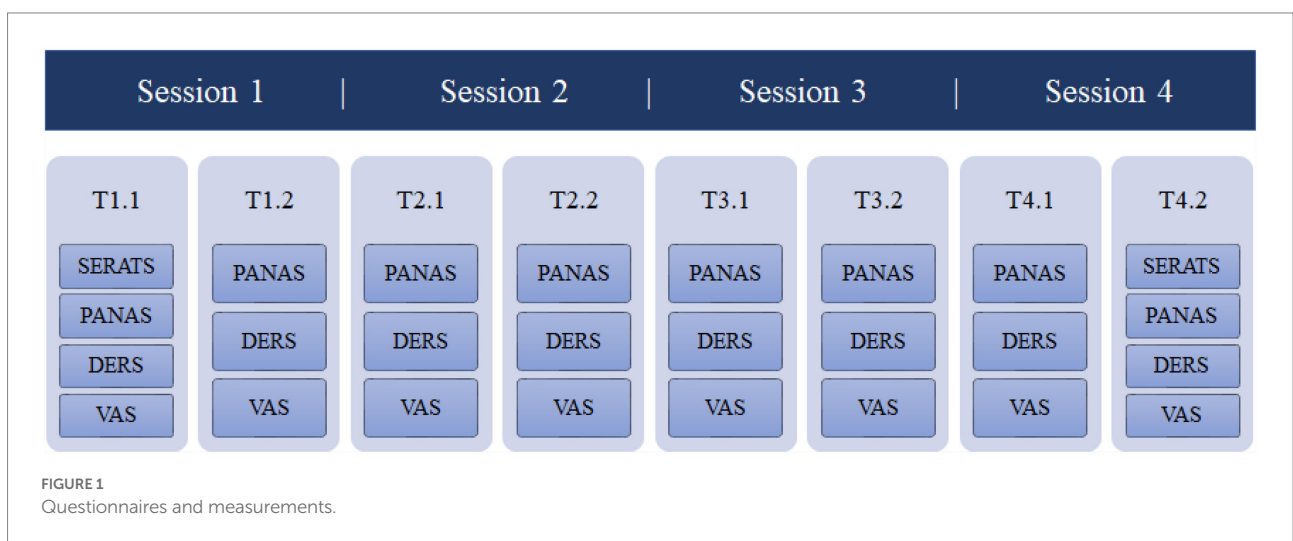 Session 1 | Session 2 | Session 3 | Session 4
T1.1 T1.2 T2.1 T2.2 T3.1 T3.2 T4.1 T4.2
SERATS PANAS PANAS PANAS PANAS PANAS PANAS SERATS
PANAS DERS DERS DERS DERS DERS DERS PANAS
DERS VAS VAS VAS VAS VAS VAS DERS
VAS VAS
FIGURE 1
Questionnaires and measurements.